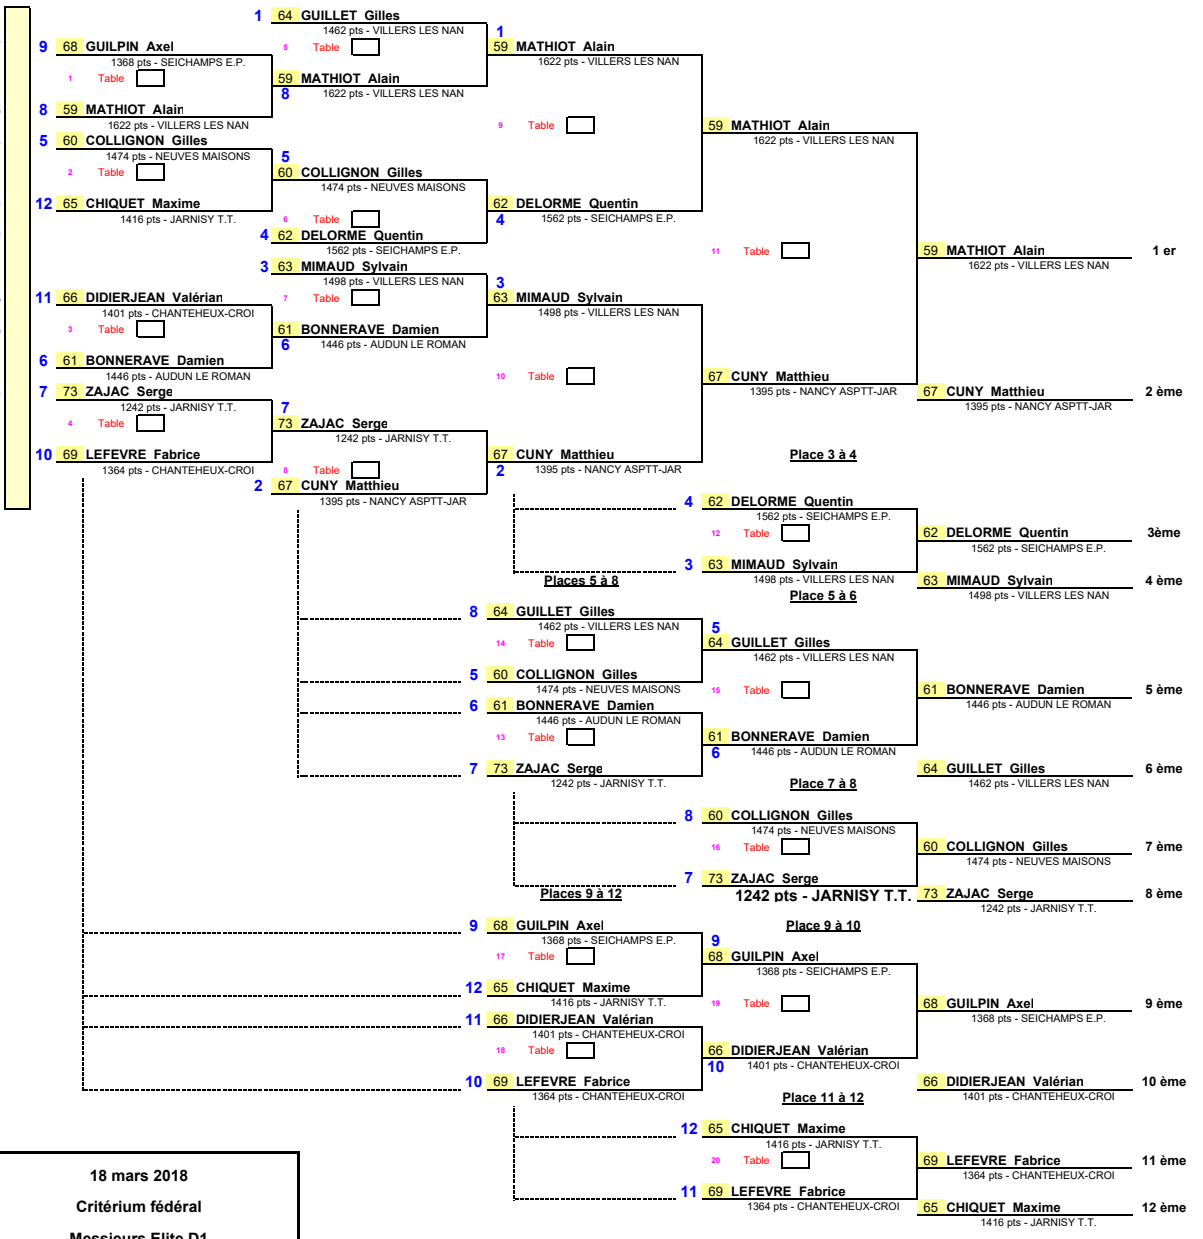 1 64 GUILLET Gilles
1462 pts - VILLERS LES NAN
1
9 68 GUILPIN Axel
5 Table
59 MATHIOT Alain
1368 pts - SEICHAMPS E.P.
1622 pts - VILLERS LES NAN
1 Table
59 MATHIOT Alain
8
1622 pts - VILLERS LES NAN
8 59 MATHIOT Alain
1622 pts - VILLERS LES NAN
9 Table
59 MATHIOT Alain
1622 pts - VILLERS LES NAN
5 60 COLLIGNON Gilles
1474 pts - NEUVES MAISONS
5
2 Table
60 COLLIGNON Gilles
1474 pts - NEUVES MAISONS
12 65 CHIQUET Maxime
1416 pts - JARNISY T.T.
62 DELORME Quentin
4
1562 pts - SEICHAMPS E.P.
6 Table
4 62 DELORME Quentin
1562 pts - SEICHAMPS E.P.
11 Table
59 MATHIOT Alain
1 er
1622 pts - VILLERS LES NAN
3 63 MIMAUD Sylvain
1498 pts - VILLERS LES NAN
3
11 66 DIDIERJEAN Valérian
7 Table
63 MIMAUD Sylvain
1401 pts - CHANTEHEUX-CROI
1498 pts - VILLERS LES NAN
3 Table
61 BONNERAVE Damien
6
1446 pts - AUDUN LE ROMAN
6 61 BONNERAVE Damien
1446 pts - AUDUN LE ROMAN
10 Table
67 CUNY Matthieu
1395 pts - NANCY ASPTT-JAR
67 CUNY Matthieu
2 ème
1395 pts - NANCY ASPTT-JAR
7 73 ZAJAC Serge
1242 pts - JARNISY T.T.
7
4 Table
73 ZAJAC Serge
1242 pts - JARNISY T.T.
10 69 LEFEVRE Fabrice
1364 pts - CHANTEHEUX-CROI
67 CUNY Matthieu
2
1395 pts - NANCY ASPTT-JAR
Place 3 à 4
8 Table
2 67 CUNY Matthieu
1395 pts - NANCY ASPTT-JAR
4 62 DELORME Quentin
1562 pts - SEICHAMPS E.P.
12 Table
62 DELORME Quentin
3ème
1562 pts - SEICHAMPS E.P.
3 63 MIMAUD Sylvain
1498 pts - VILLERS LES NAN
63 MIMAUD Sylvain
4 ème
1498 pts - VILLERS LES NAN
Places 5 à 8
Place 5 à 6
8 64 GUILLET Gilles
1462 pts - VILLERS LES NAN
5
14 Table
64 GUILLET Gilles
1462 pts - VILLERS LES NAN
5 60 COLLIGNON Gilles
1474 pts - NEUVES MAISONS
15 Table
61 BONNERAVE Damien
5 ème
1446 pts - AUDUN LE ROMAN
6 61 BONNERAVE Damien
1446 pts - AUDUN LE ROMAN
13 Table
61 BONNERAVE Damien
6
1446 pts - AUDUN LE ROMAN
7 73 ZAJAC Serge
1242 pts - JARNISY T.T.
64 GUILLET Gilles
6 ème
1462 pts - VILLERS LES NAN
Place 7 à 8
8 60 COLLIGNON Gilles
1474 pts - NEUVES MAISONS
16 Table
60 COLLIGNON Gilles
7 ème
1474 pts - NEUVES MAISONS
7 73 ZAJAC Serge
1242 pts - JARNISY T.T.
73 ZAJAC Serge
8 ème
1242 pts - JARNISY T.T.
Places 9 à 12
Place 9 à 10
9 68 GUILPIN Axel
1368 pts - SEICHAMPS E.P.
9
17 Table
68 GUILPIN Axel
1368 pts - SEICHAMPS E.P.
12 65 CHIQUET Maxime
1416 pts - JARNISY T.T.
19 Table
68 GUILPIN Axel
9 ème
1368 pts - SEICHAMPS E.P.
11 66 DIDIERJEAN Valérian
1401 pts - CHANTEHEUX-CROI
18 Table
66 DIDIERJEAN Valérian
10
1401 pts - CHANTEHEUX-CROI
10 69 LEFEVRE Fabrice
1364 pts - CHANTEHEUX-CROI
66 DIDIERJEAN Valérian
10 ème
1401 pts - CHANTEHEUX-CROI
Place 11 à 12
12 65 CHIQUET Maxime
1416 pts - JARNISY T.T.
20 Table
69 LEFEVRE Fabrice
11 ème
1364 pts - CHANTEHEUX-CROI
11 69 LEFEVRE Fabrice
1364 pts - CHANTEHEUX-CROI
65 CHIQUET Maxime
12 ème
1416 pts - JARNISY T.T.
18 mars 2018
Critérium fédéral
Messieurs Elite D1